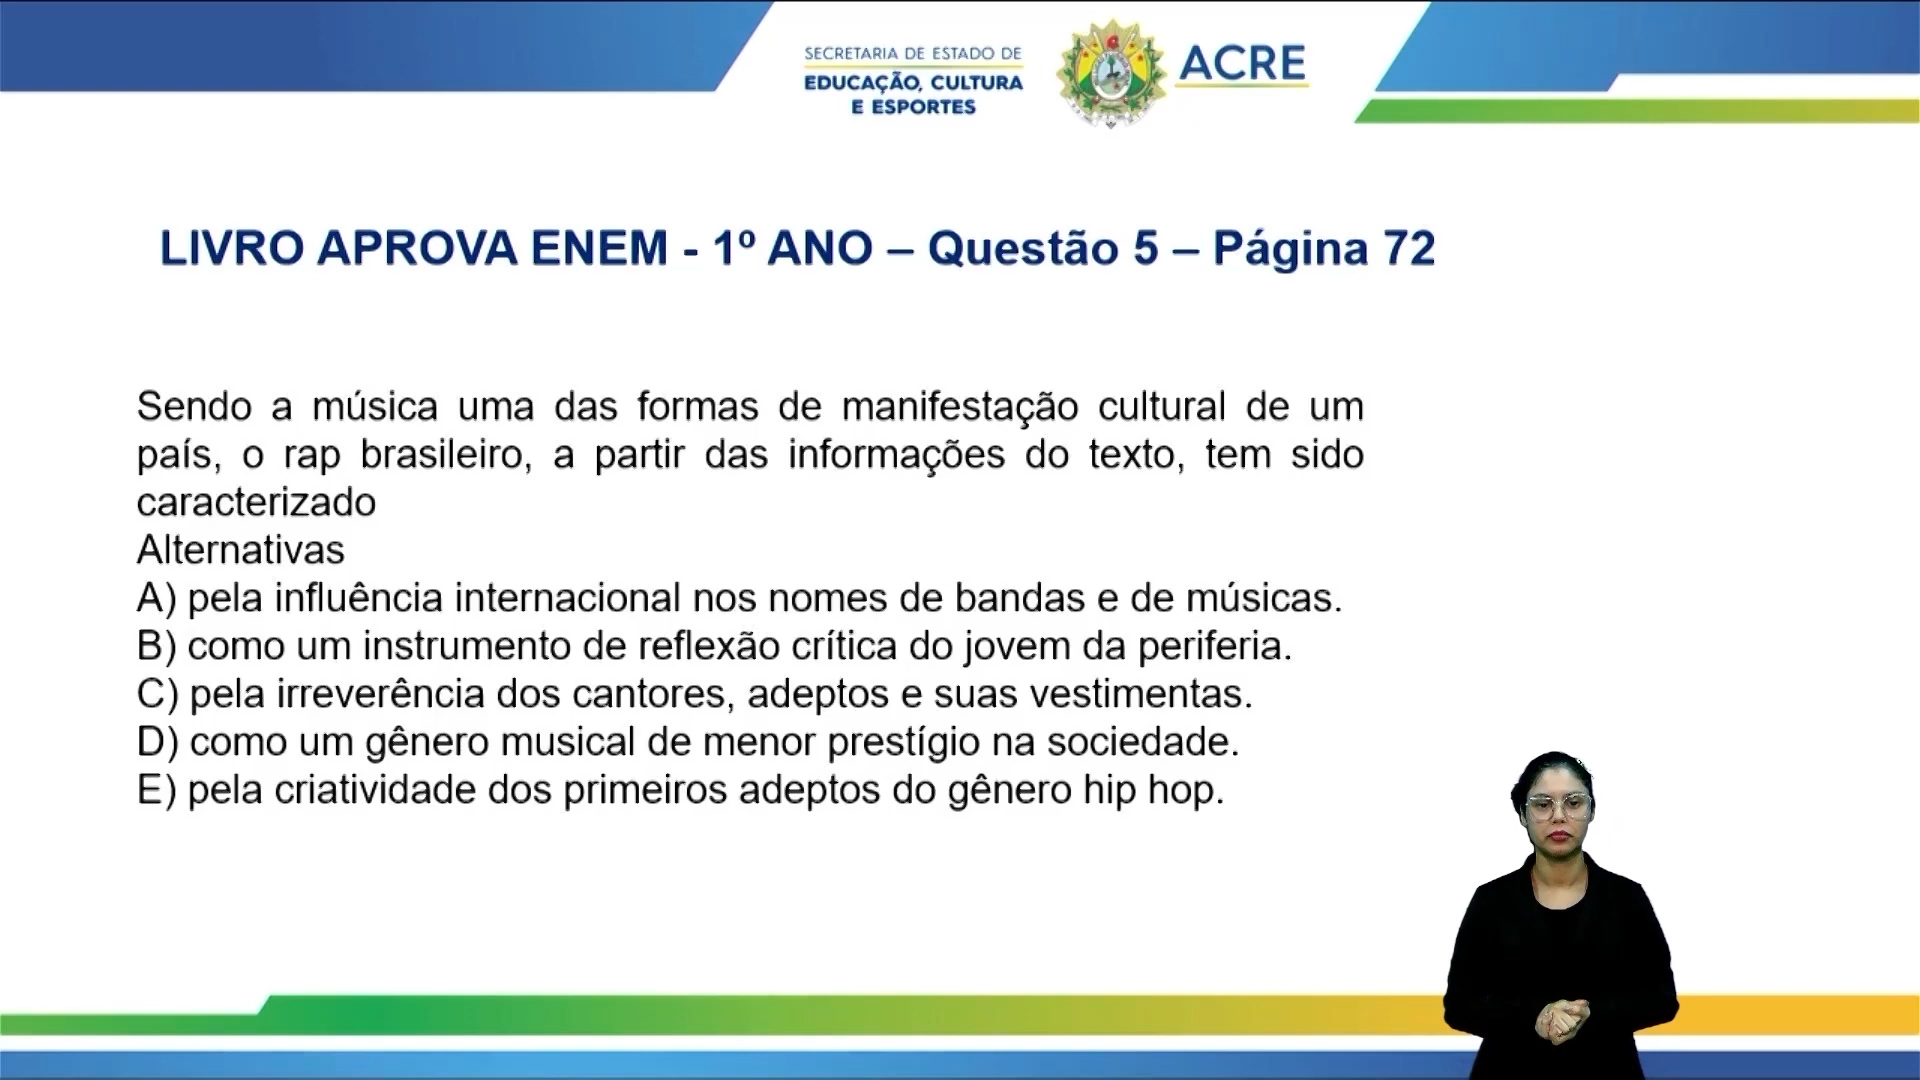 SECRETARIA DE ESTADO DE
EDUCAÇÃO, CULTURA
E ESPORTES
ACRE
LIVRO APROVA ENEM - 1º ANO – Questão 5 – Página 72
Sendo a música uma das formas de manifestação cultural de um
país, o rap brasileiro, a partir das informações do texto, tem sido
caracterizado
Alternativas
A) pela influência internacional nos nomes de bandas e de músicas.
B) como um instrumento de reflexão crítica do jovem da periferia.
C) pela irreverência dos cantores, adeptos e suas vestimentas.
D) como um gênero musical de menor prestígio na sociedade.
E) pela criatividade dos primeiros adeptos do gênero hip hop.